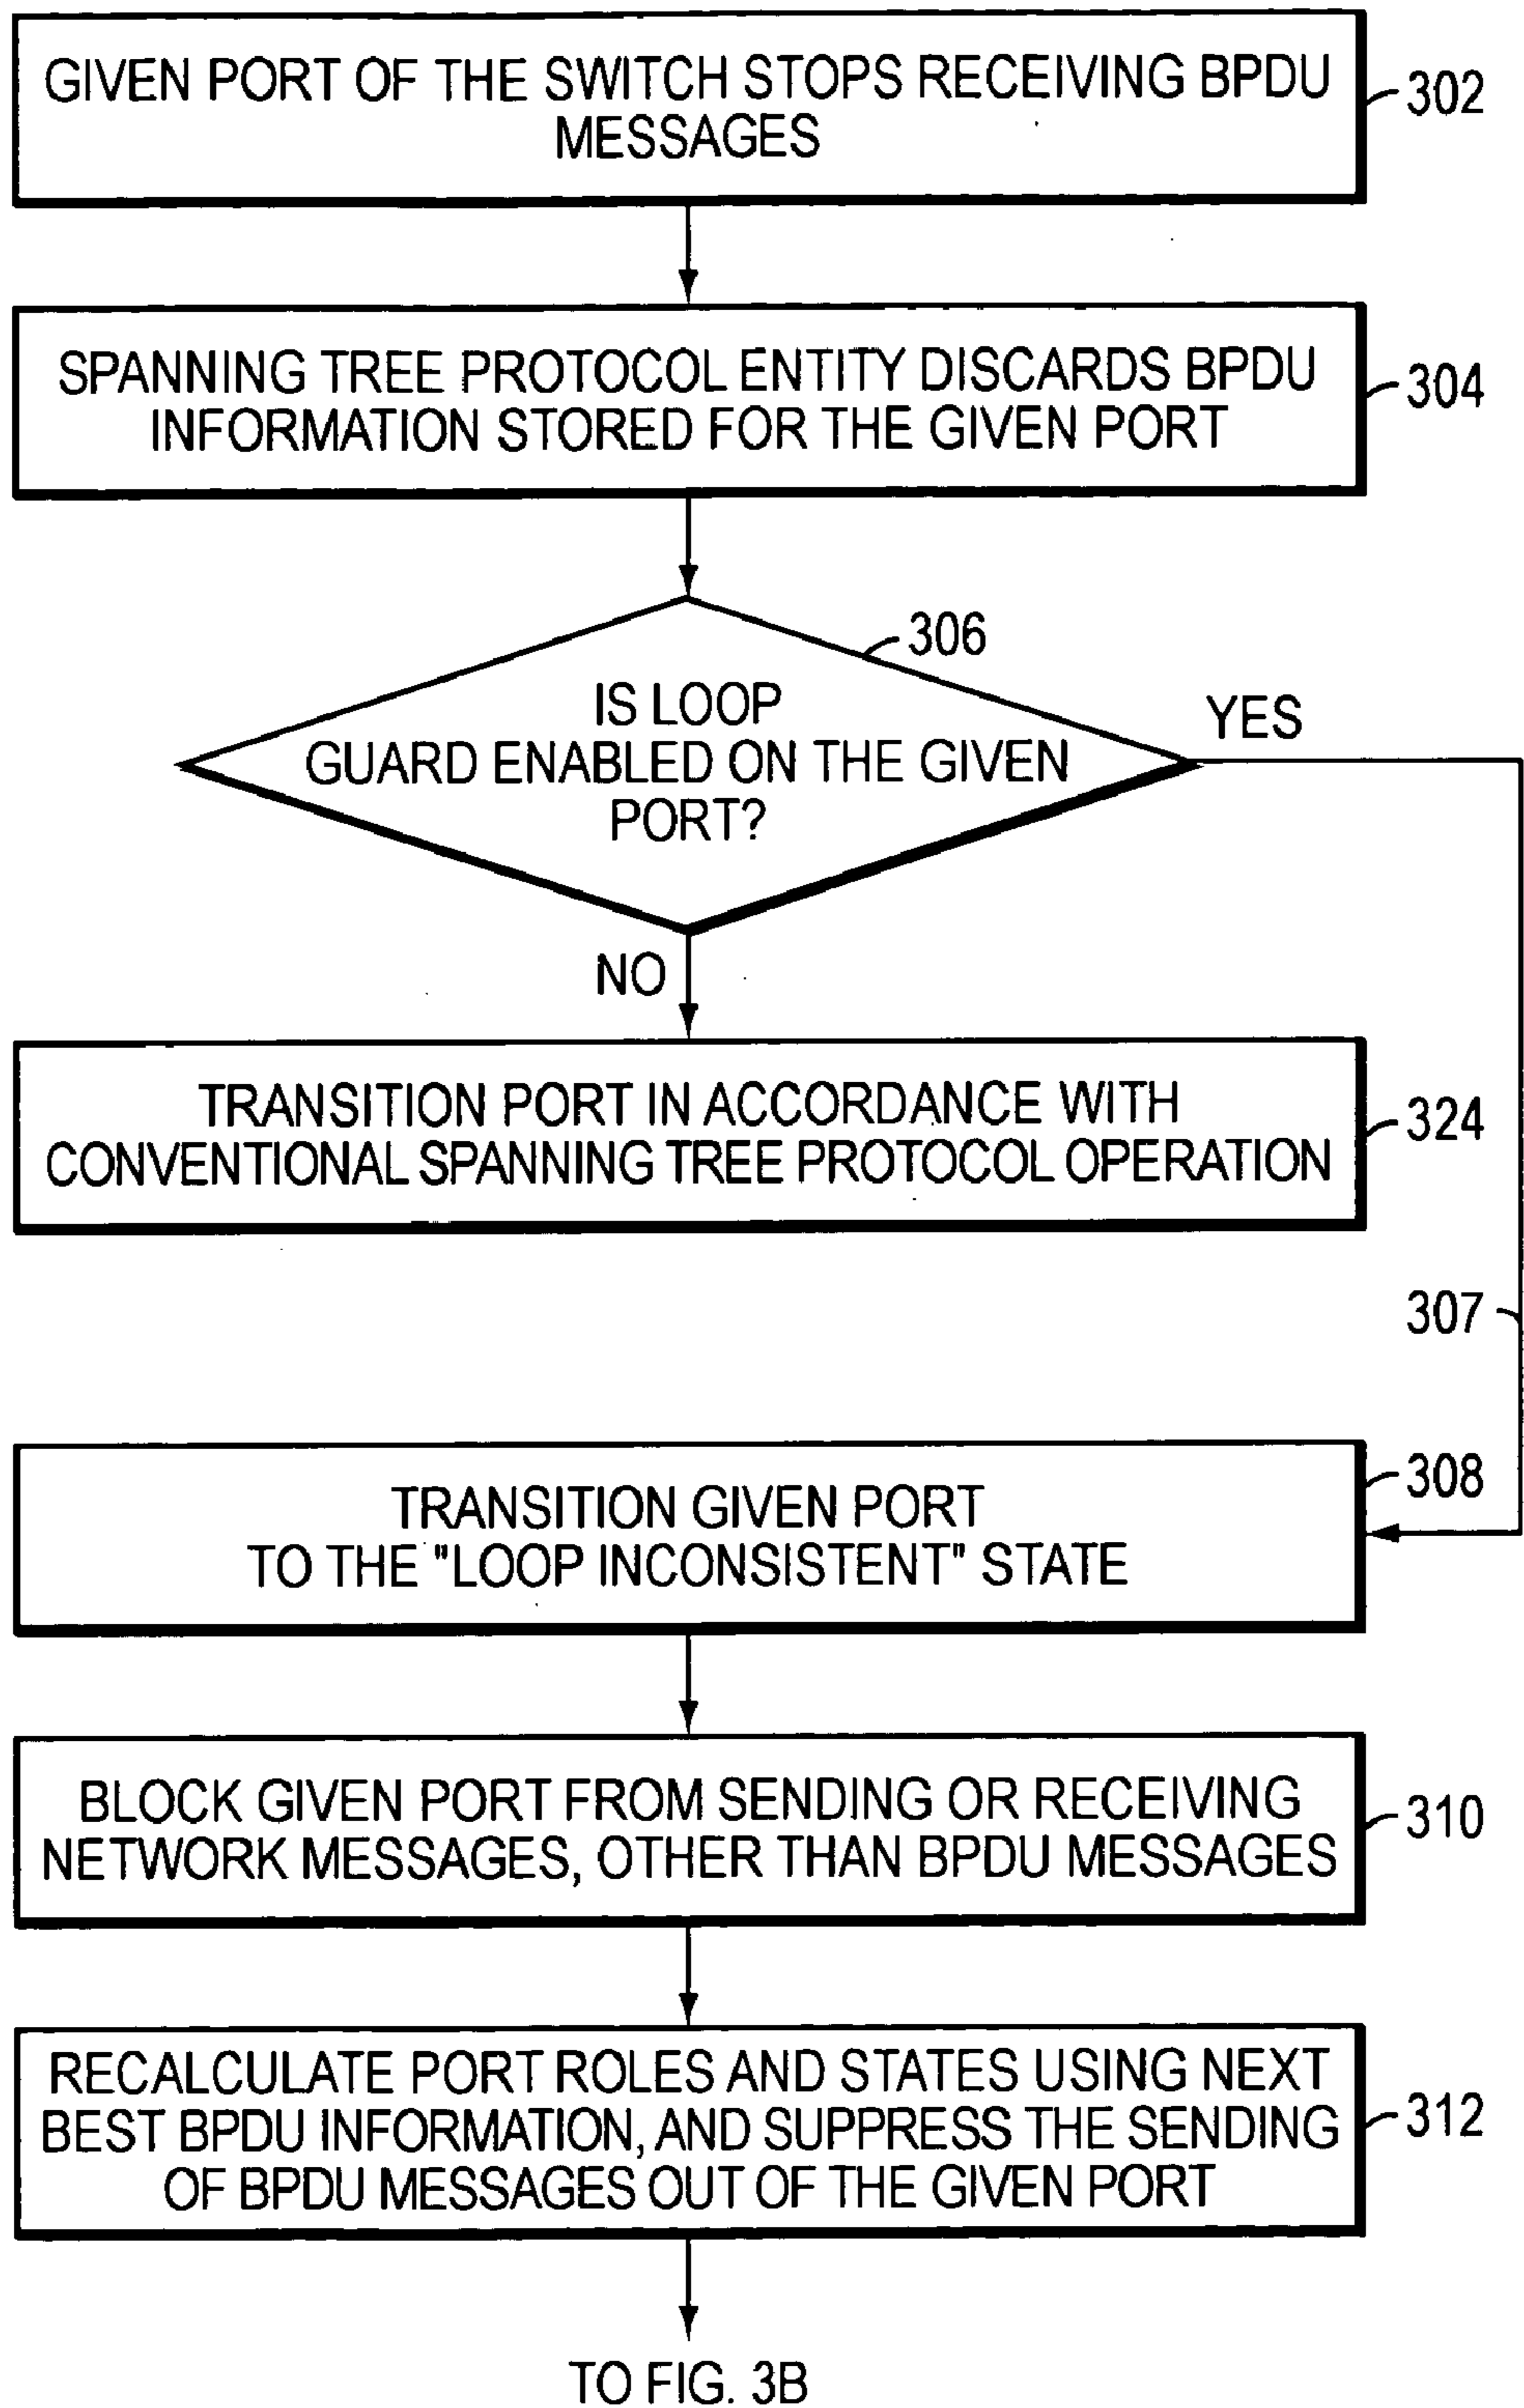 GIVEN PORT OF THE SWITCH STOPS RECEIVING BPDU
MESSAGES
302
SPANNING TREE PROTOCOL ENTITY DISCARDS BPDU
INFORMATION STORED FOR THE GIVEN PORT
304
306
IS LOOP
GUARD ENABLED ON THE GIVEN
PORT?
YES
NO
TRANSITION PORT IN ACCORDANCE WITH
CONVENTIONAL SPANNING TREE PROTOCOL OPERATION
324
307
TRANSITION GIVEN PORT
TO THE "LOOP INCONSISTENT" STATE
308
BLOCK GIVEN PORT FROM SENDING OR RECEIVING
NETWORK MESSAGES, OTHER THAN BPDU MESSAGES
310
RECALCULATE PORT ROLES AND STATES USING NEXT
BEST BPDU INFORMATION, AND SUPPRESS THE SENDING
OF BPDU MESSAGES OUT OF THE GIVEN PORT
312
TO FIG. 3B